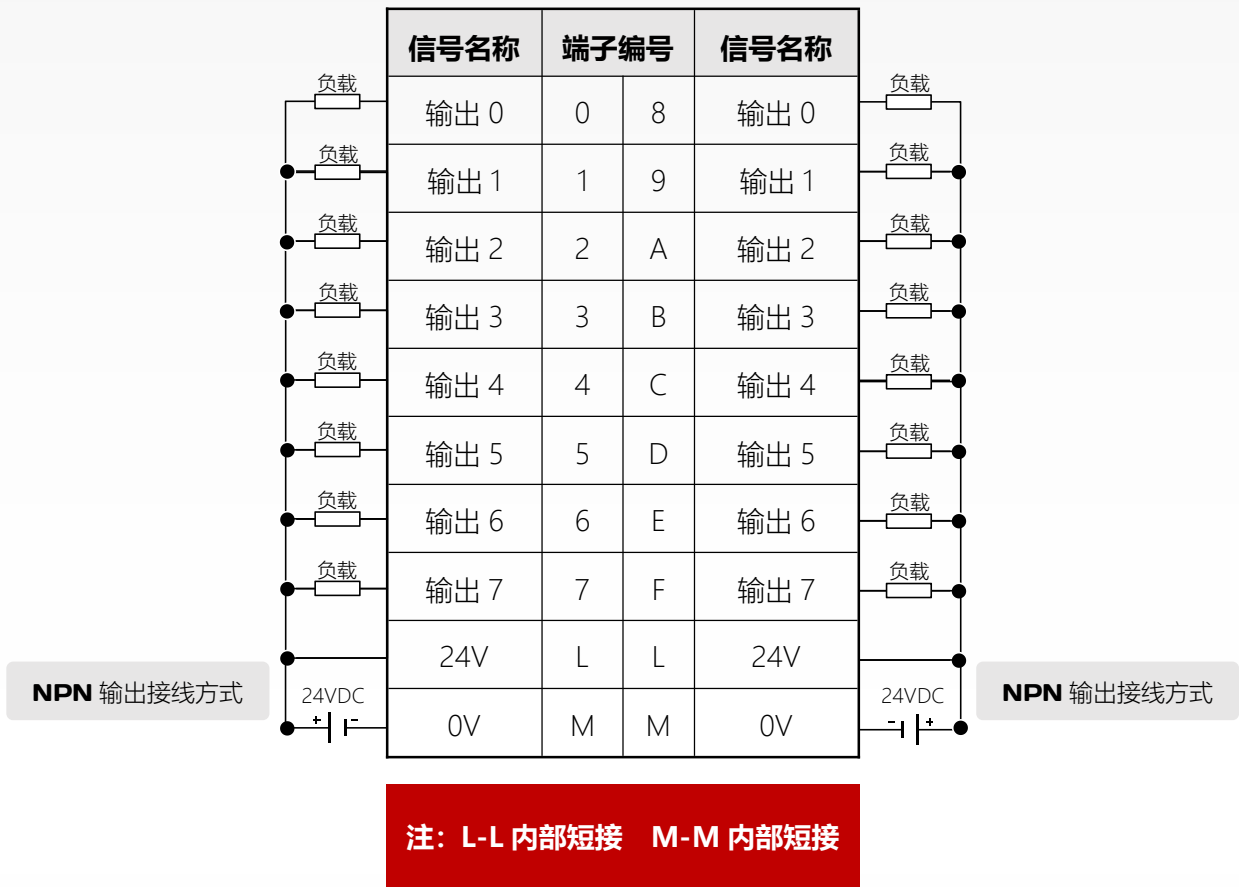 信号名称 端子编号 信号名称
负载 输出 0 0 8 输出 0 负载
负载 输出 1 1 9 输出 1 负载
负载 输出 2 2 A 输出 2 负载
负载 输出 3 3 B 输出 3 负载
负载 输出 4 4 C 输出 4 负载
负载 输出 5 5 D 输出 5 负载
负载 输出 6 6 E 输出 6 负载
负载 输出 7 7 F 输出 7 负载
24V L L 24V
NPN 输出接线方式 24VDC + - 0V M M 0V 24VDC - + NPN 输出接线方式
注：L-L 内部短接 M-M 内部短接